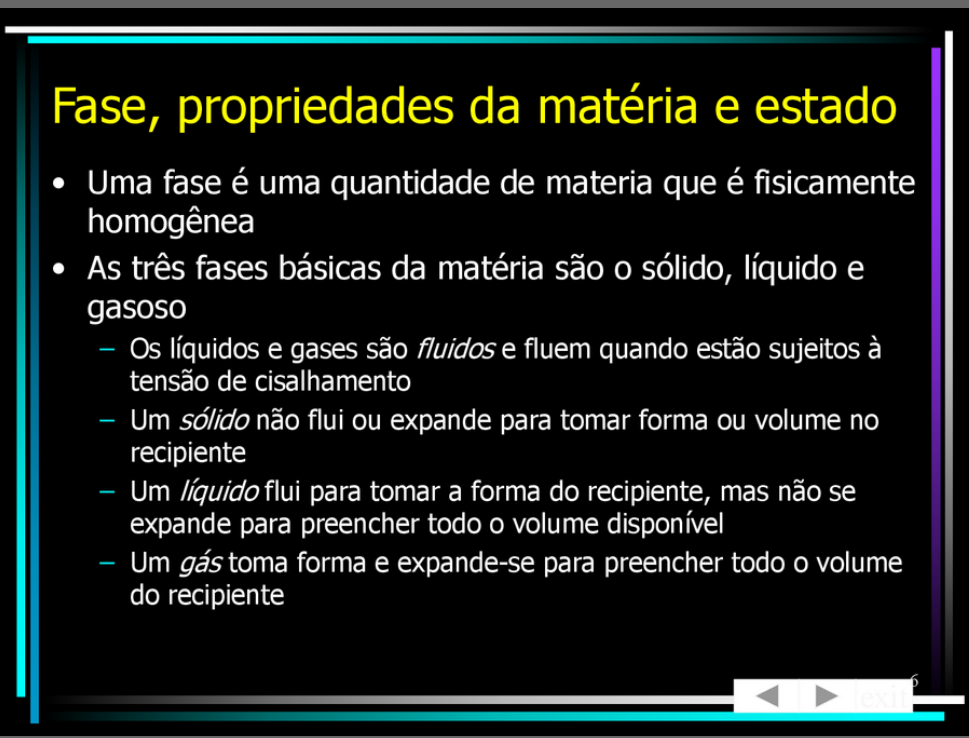 Fase, propriedades da matéria e estado
• Uma fase é uma quantidade de materia que é fisicamente
homogênea
• As três fases básicas da matéria são o sólido, líquido e
gasoso
– Os líquidos e gases são fluidos e fluem quando estão sujeitos à
tensão de cisalhamento
– Um sólido não flui ou expande para tomar forma ou volume no
recipiente
– Um líquido flui para tomar a forma do recipiente, mas não se
expande para preencher todo o volume disponível
– Um gás toma forma e expande-se para preencher todo o volume
do recipiente
6
exit